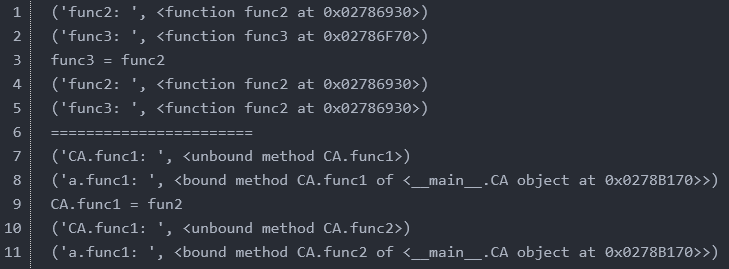 1 ('func2: ', <function func2 at 0x02786930>)
2 ('func3: ', <function func3 at 0x02786F70>)
3 func3 = func2
4 ('func2: ', <function func2 at 0x02786930>)
5 ('func3: ', <function func2 at 0x02786930>)
6 =======================
7 ('CA.func1: ', <unbound method CA.func1>)
8 ('a.func1: ', <bound method CA.func1 of <__main__.CA object at 0x0278B170>>)
9 CA.func1 = fun2
10 ('CA.func1: ', <unbound method CA.func2>)
11 ('a.func1: ', <bound method CA.func2 of <__main__.CA object at 0x0278B170>>)